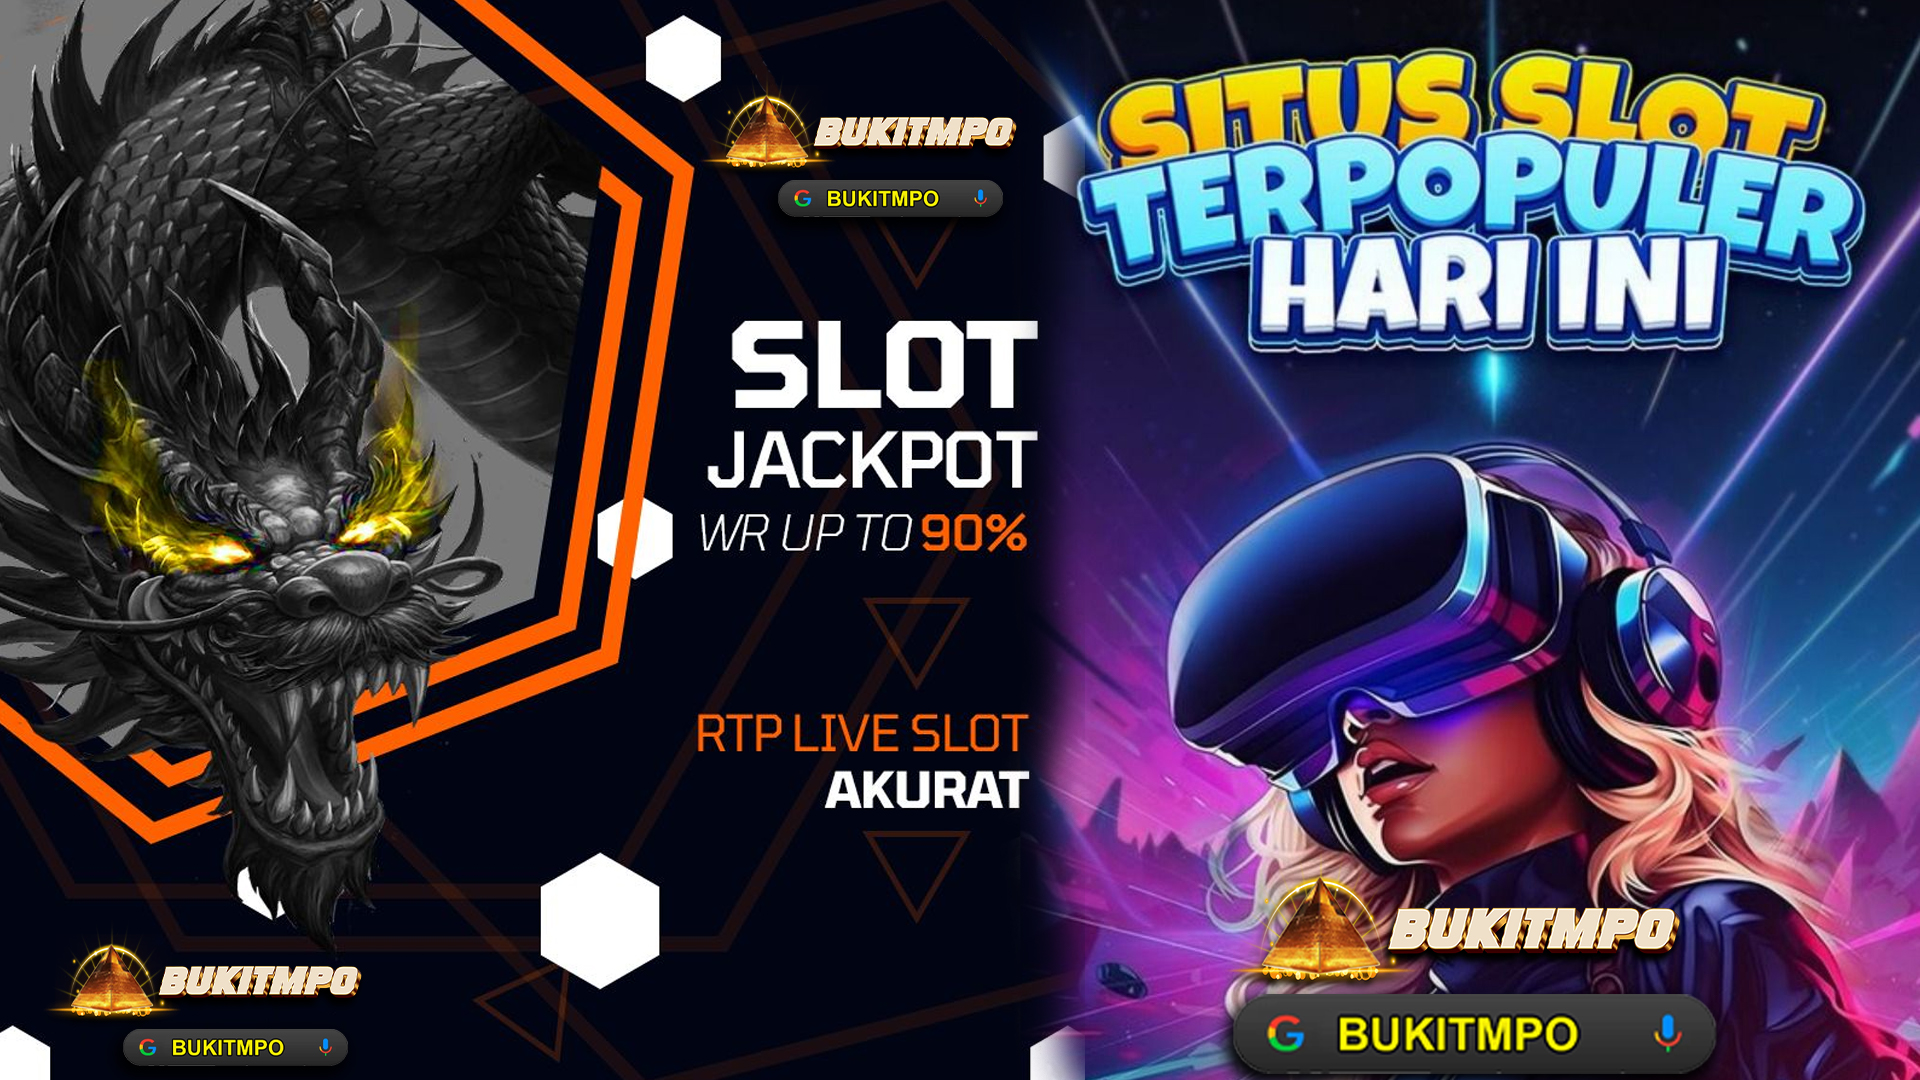 BUKITMPO
BUKITMPO
SLOT
JACKPOT
WR UP TO 90%
RTP LIVE SLOT
AKURAT
BUKITMPO
BUKITMPO
SITUS SLOT
TERPOPULER
HARI INI
BUKITMPO
BUKITMPO